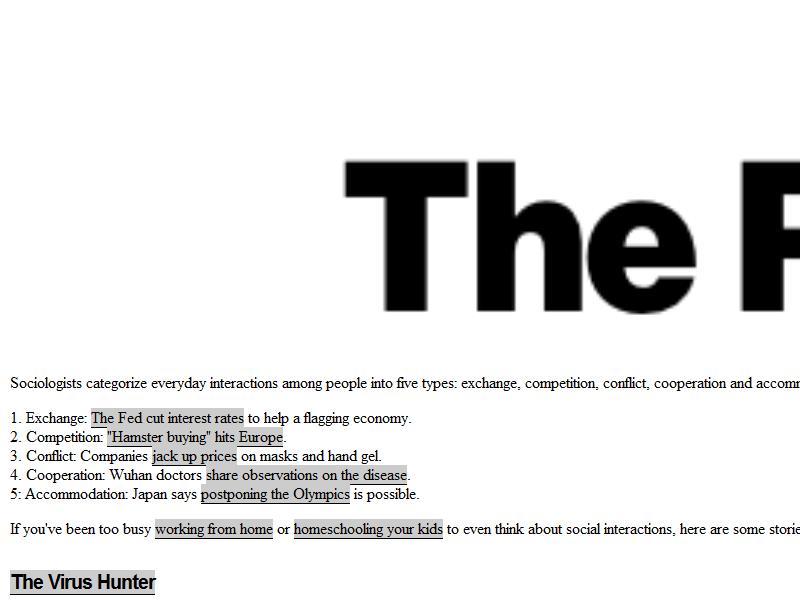 The
Sociologists categorize everyday interactions among people into five types: exchange, competition, conflict, cooperation and
1. Exchange: The Fed cut interest rates to help a flagging economy.
2. Competition: "Hamster buying" hits Europe.
3. Conflict: Companies jack up prices on masks and hand gel.
4. Cooperation: Wuhan doctors share observations on the disease.
5: Accommodation: Japan says postponing the Olympics is possible.
If you've been too busy working from home or homeschooling your kids to even think about social interactions, here are some
The Virus Hunter